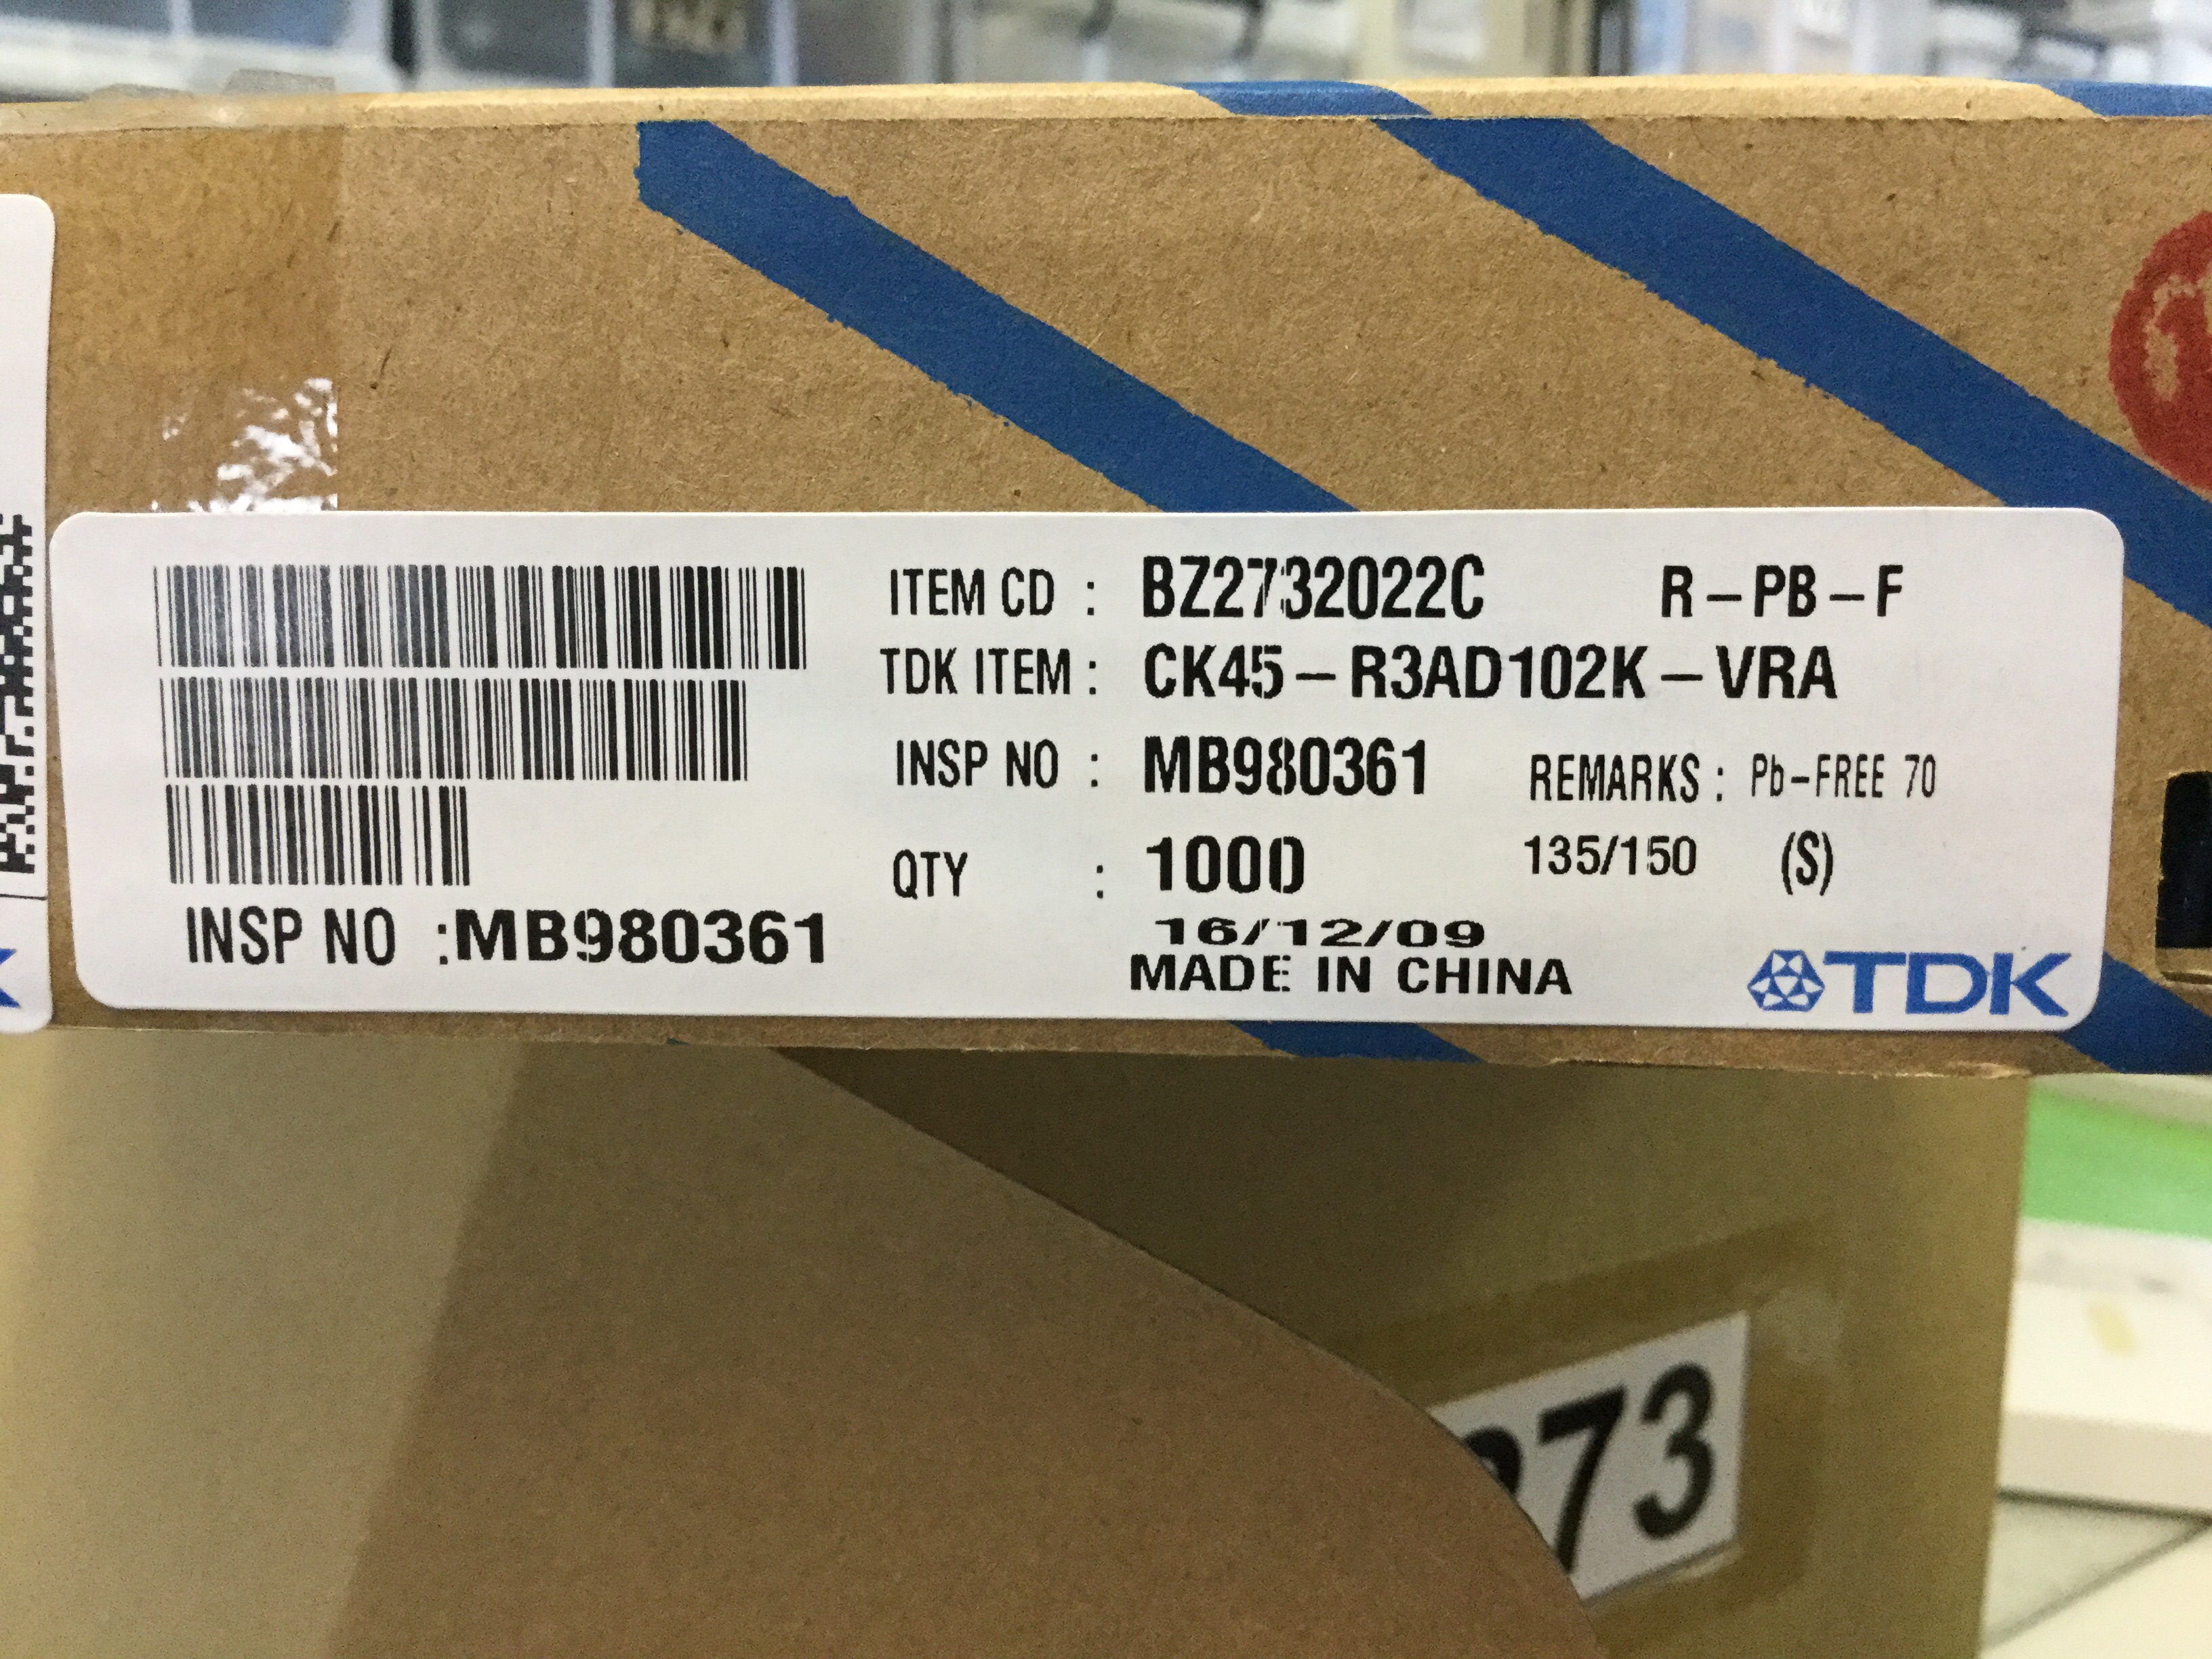 ITEM CD : BZ2732022C R-PB-F
TDK ITEM : CK45-R3AD102K-VRA
INSP NO : MB980361 REMARKS : Pb-FREE 70
QTY : 1000 135/150 (S)
INSP NO :MB980361
16/12/09
MADE IN CHINA
TDK
73